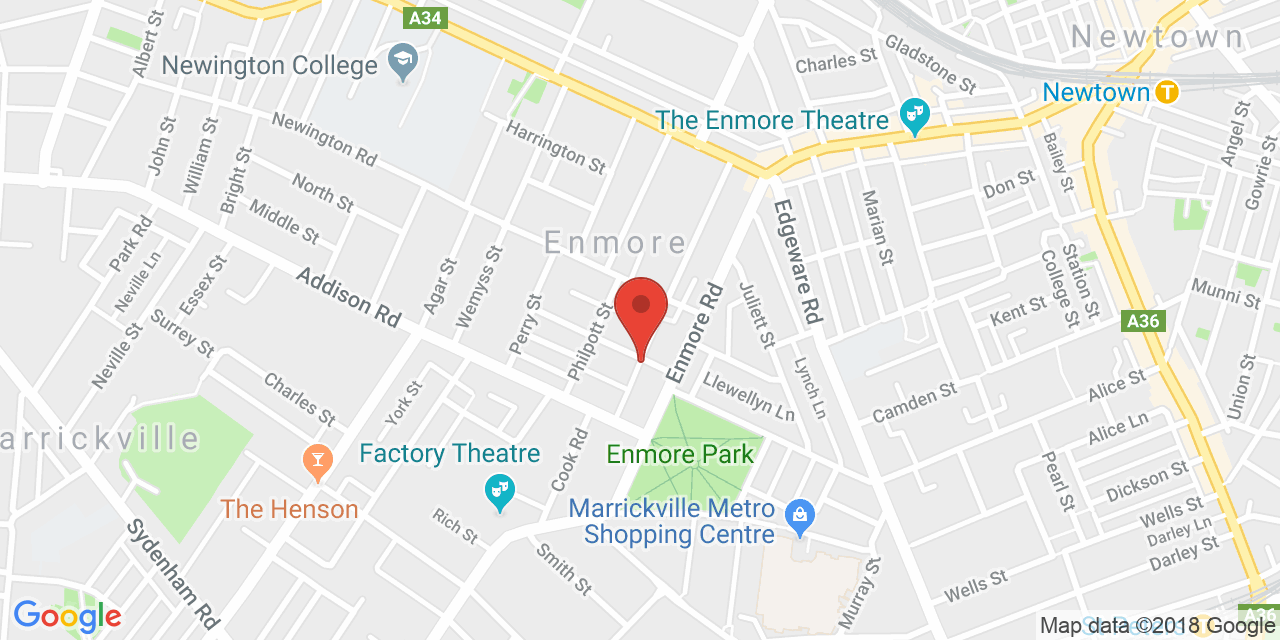 A34
Albert St
Newtown
Newington College
Charles St
Gladstone St
Newtown T
The Enmore Theatre
Angel St
Gowrie St
John St
William St
Newington Rd
Harrington St
Bailey St
Bright St
North St
Don St
Middle St
Marian St
Edgeware Rd
Park Rd
Enmore
Station St
College St
Neville Ln
Essex St
Addison Rd
Agar St
Wemyss St
Munni St
Juliett St
Enmore Rd
Kent St
A36
Surrey St
Perry St
Philpott St
Neville St
Lynch Ln
Charles St
York St
Llewellyn Ln
Camden St
Alice St
Union St
Alice Ln
arrickville
Factory Theatre
Cook Rd
Enmore Park
Pearl St
Dickson St
The Henson
Marrickville Metro
Shopping Centre
Wells St
Rich St
Darley Ln
Darley St
Sydenham Rd
Smith St
Wells St
Murray St
Google
A36
Map data ©2018 Google